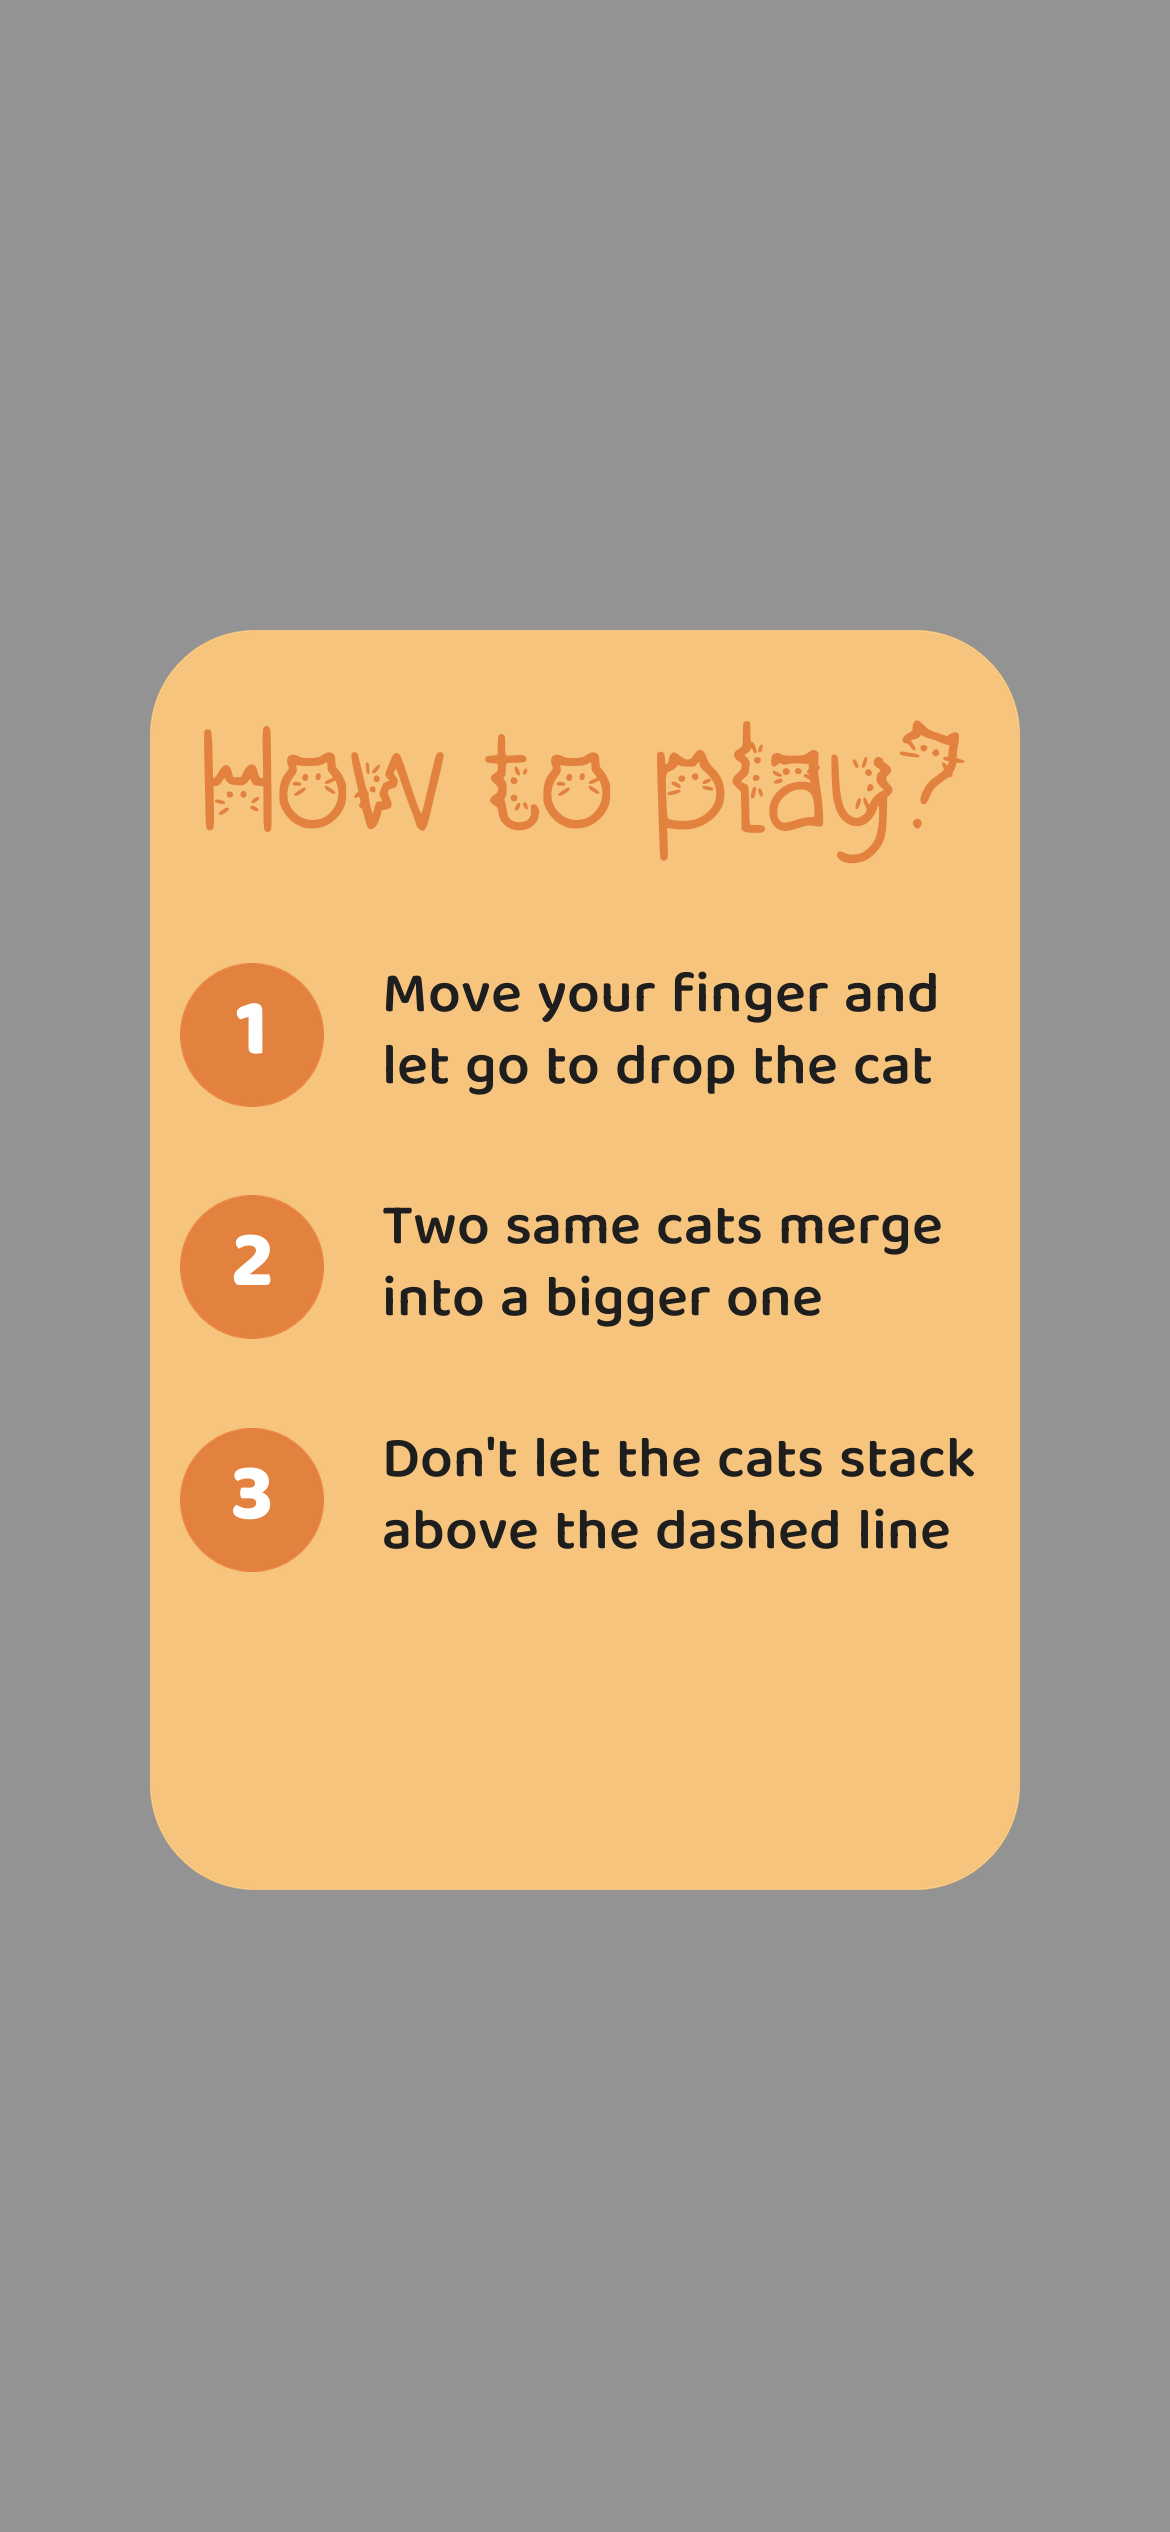 How to play?
1
Move your finger and
let go to drop the cat
2
Two same cats merge
into a bigger one
3
Don't let the cats stack
above the dashed line